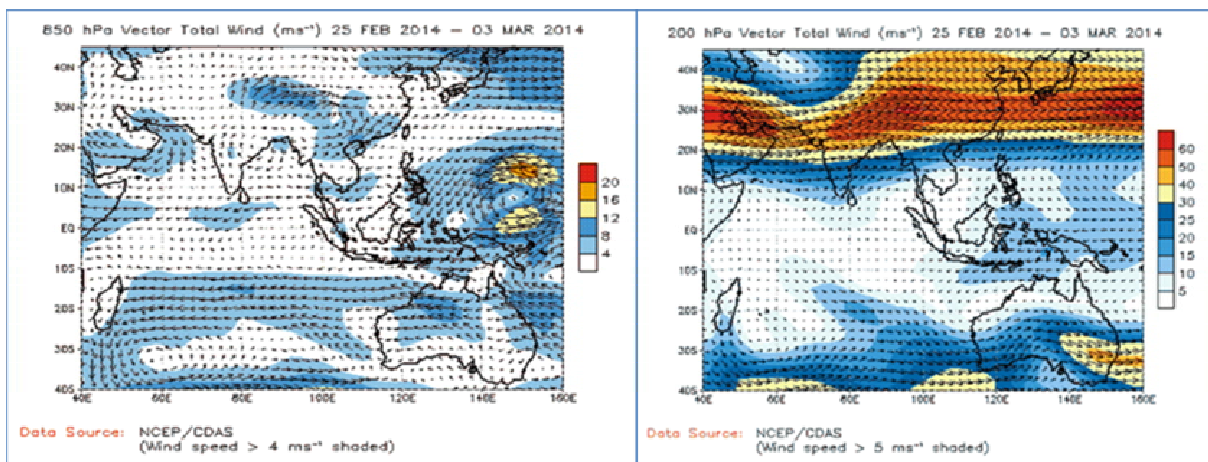 850 hPa Vector Total Wind (ms⁻¹) 25 FEB 2014 – 03 MAR 2014
40N
30N
20N
10N
EQ
10S
20S
30S
40S
40E 60E 80E 100E 120E 140E 160E
20
16
12
8
4
Data Source: NCEP/CDAS
(Wind speed > 4 ms⁻¹ shaded)
200 hPa Vector Total Wind (ms⁻¹) 25 FEB 2014 – 03 MAR 2014
40N
30N
20N
10N
EQ
10S
20S
30S
40S
40E 60E 80E 100E 120E 140E 160E
60
50
40
30
25
20
15
10
5
Data Source: NCEP/CDAS
(Wind speed > 5 ms⁻¹ shaded)